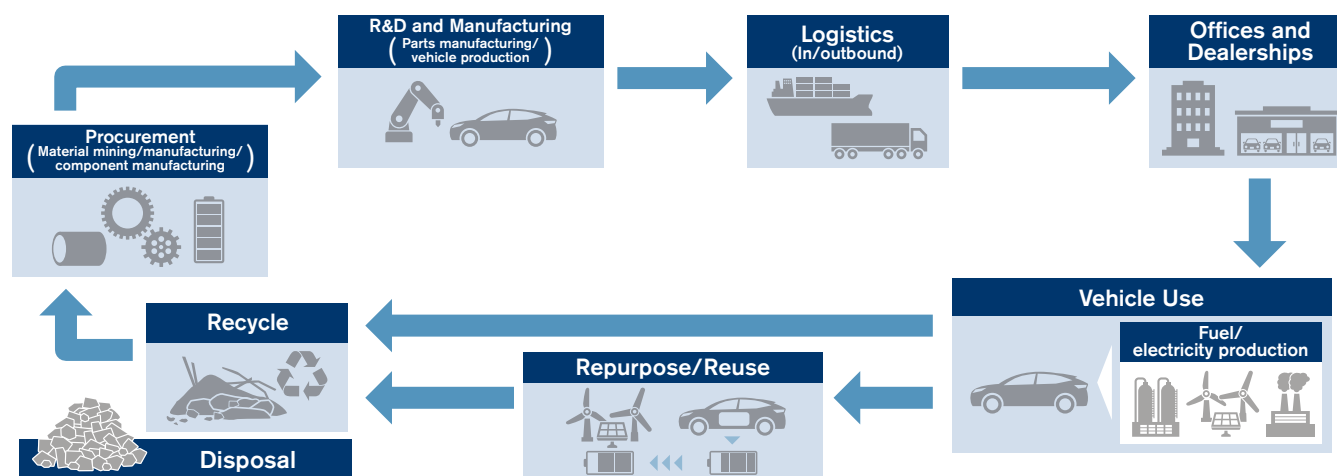 R&D and Manufacturing
(Parts manufacturing/
vehicle production)
Logistics
(In/outbound)
Offices and
Dealerships
Procurement
(Material mining/manufacturing/
component manufacturing)
Vehicle Use
Fuel/
electricity production
Recycle
Repurpose/Reuse
Disposal